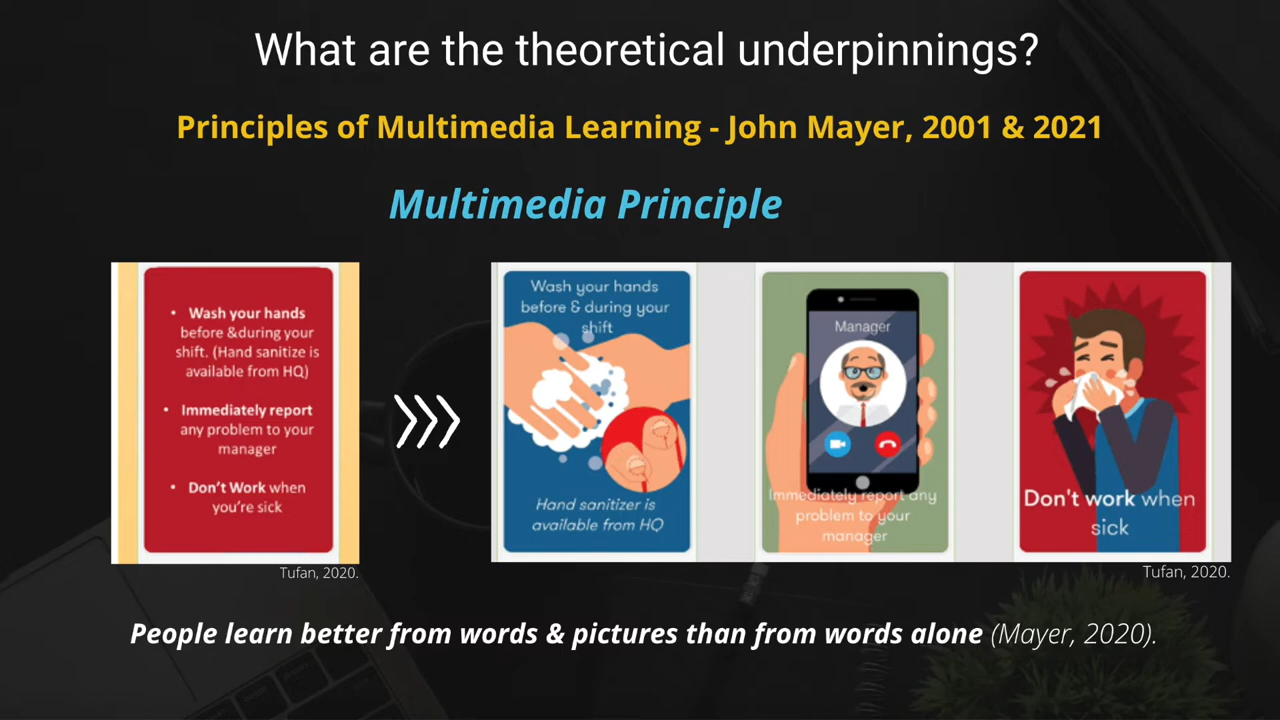 What are the theoretical underpinnings?
Principles of Multimedia Learning - John Mayer, 2001 & 2021
Multimedia Principle
• Wash your hands
before &during your
shift. (Hand sanitize is
available from HQ)
• Immediately report
any problem to your
manager
• Don't Work when
you're sick
Tufan, 2020.
Wash your hands
before & during your
shift
Hand sanitizer is
available from HQ
Manager
Immediately report any
problem to your
manager
Don't work when
sick
Tufan, 2020.
People learn better from words & pictures than from words alone (Mayer, 2020).